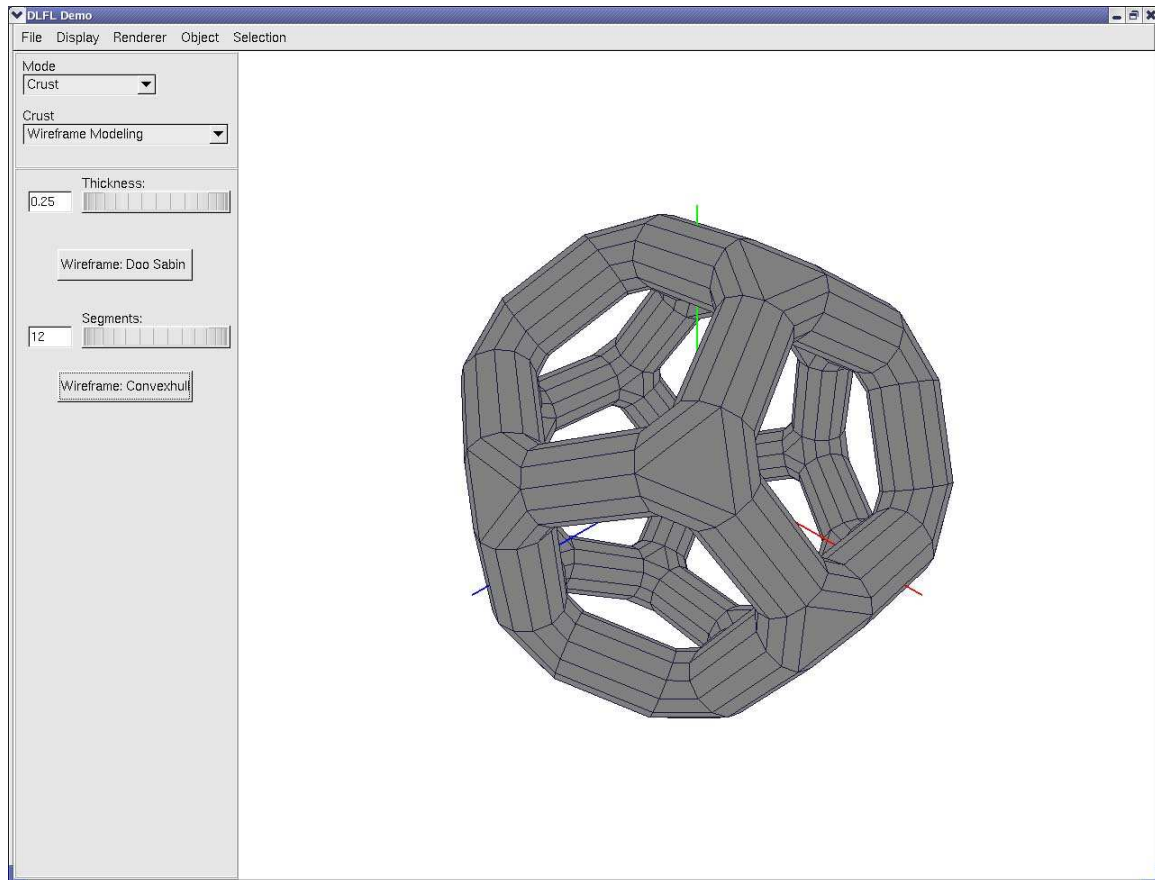 DLFL Demo
File Display Renderer Object Selection
Mode
Crust
Crust
Wireframe Modeling
Thickness:
0.25
Wireframe: Doo Sabin
Segments:
12
Wireframe: Convexhull